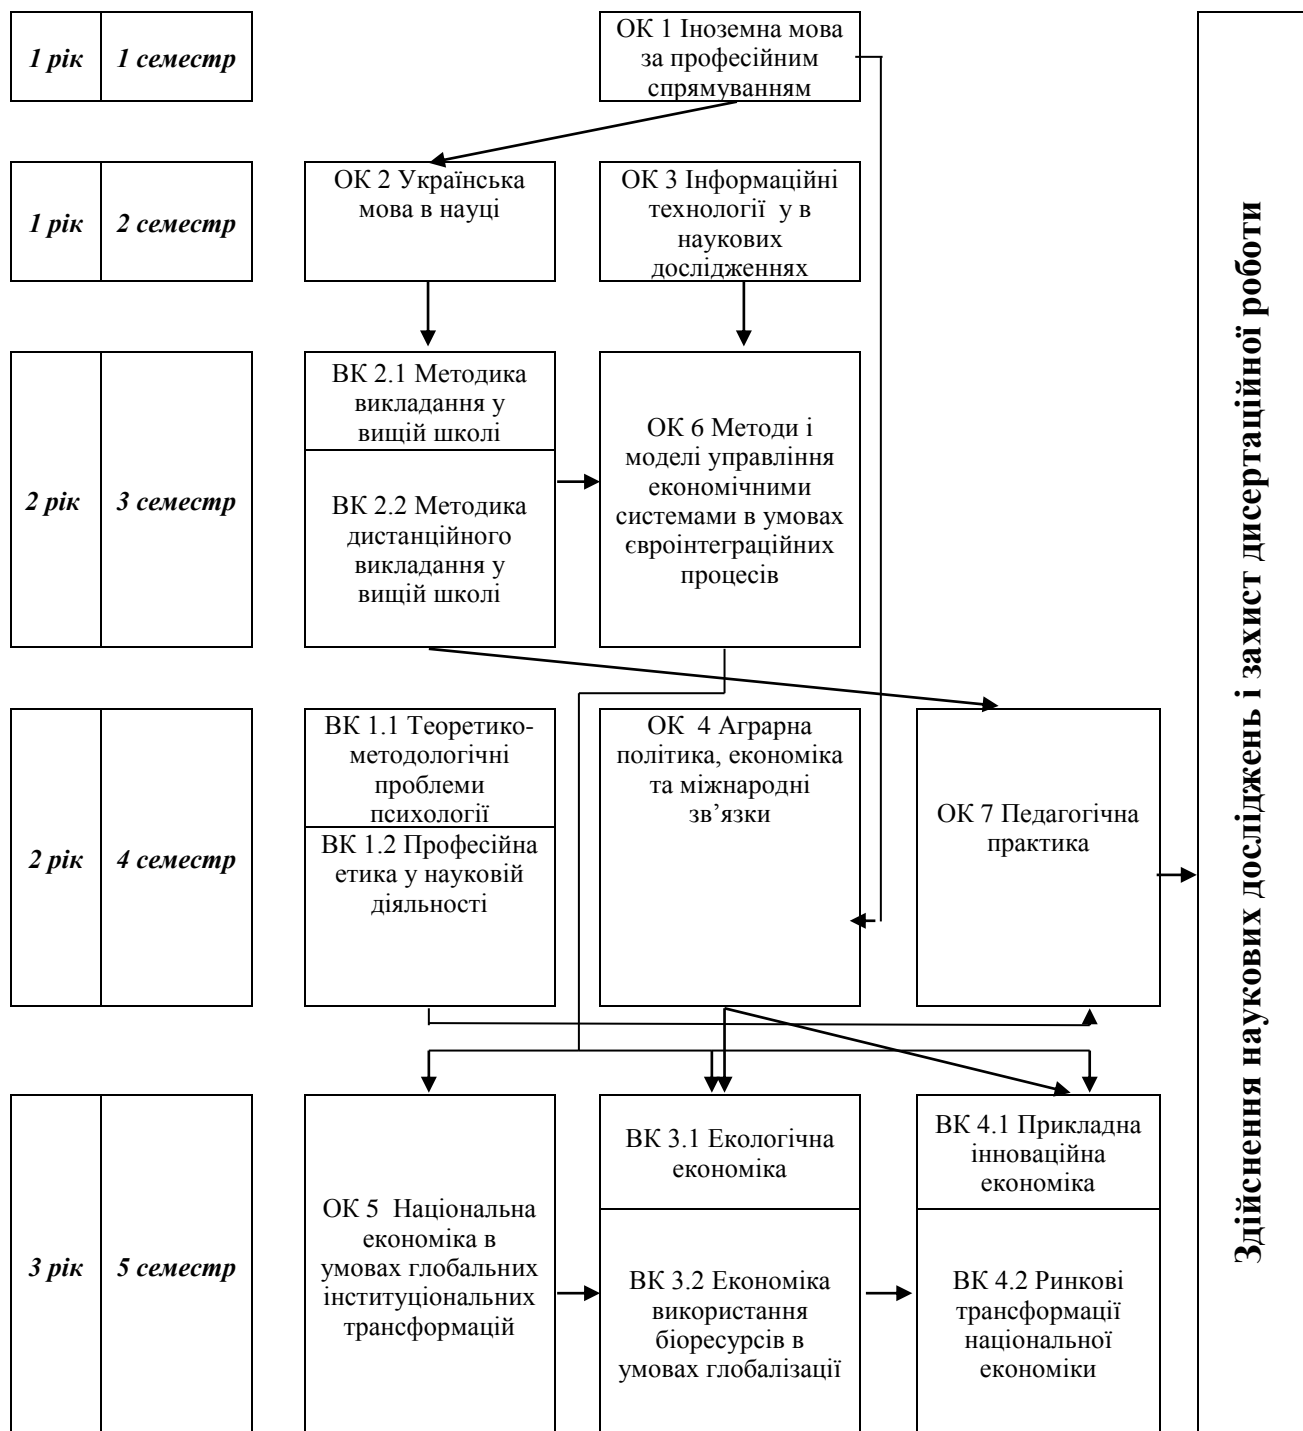 1 рік
1 семестр
ОК 1 Іноземна мова
за професійним
спрямуванням
1 рік
2 семестр
ОК 2 Українська
мова в науці
ОК 3 Інформаційні
технології у в
наукових
дослідженнях
2 рік
3 семестр
ВК 2.1 Методика
викладання у
вищій школі
ВК 2.2 Методика
дистанційного
викладання у
вищій школі
ОК 6 Методи і
моделі управління
економічними
системами в умовах
євроінтеграційних
процесів
2 рік
4 семестр
ВК 1.1 Теоретико-
методологічні
проблеми
психології
ВК 1.2 Професійна
етика у науковій
діяльності
ОК 4 Аграрна
політика, економіка
та міжнародні
зв’язки
ОК 7 Педагогічна
практика
3 рік
5 семестр
ОК 5 Національна
економіка в
умовах глобальних
інституціональних
трансформацій
ВК 3.1 Екологічна
економіка
ВК 3.2 Економіка
використання
біоресурсів в
умовах глобалізації
ВК 4.1 Прикладна
інноваційна
економіка
ВК 4.2 Ринкові
трансформації
національної
економіки
Здійснення наукових досліджень і захист дисертаційної роботи